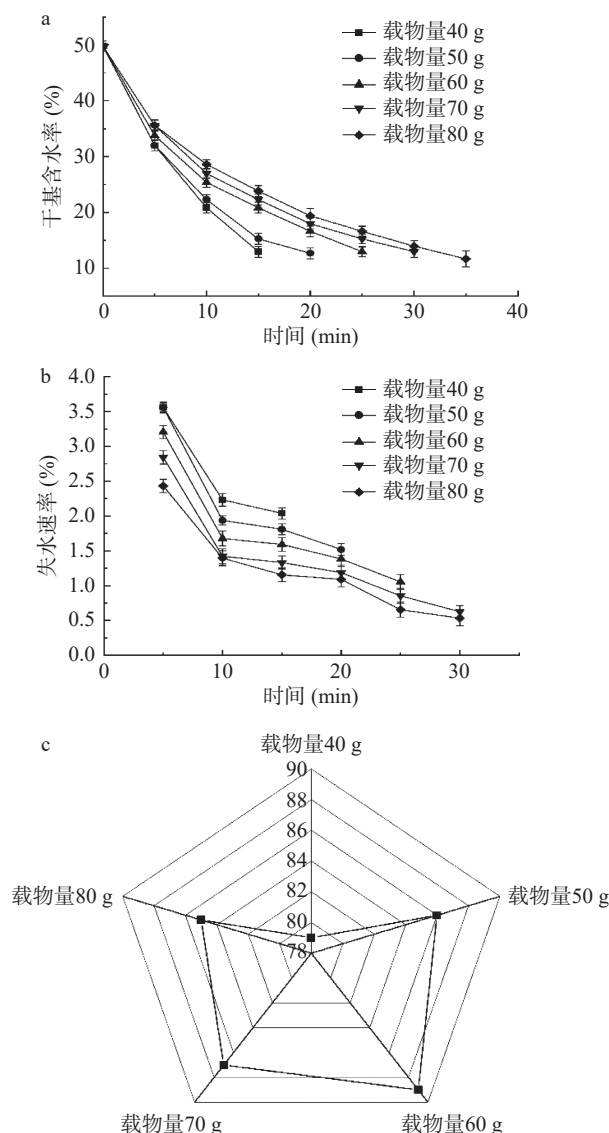 a
载物量40 g
载物量50 g
载物量60 g
载物量70 g
载物量80 g
干基含水率 (%)
50
40
30
20
10
0
10
20
30
40
时间 (min)
b
载物量40 g
载物量50 g
载物量60 g
载物量70 g
载物量80 g
失水速率 (%)
4.0
3.5
3.0
2.5
2.0
1.5
1.0
0.5
0.0
0
10
20
30
时间 (min)
c
载物量40 g
90
88
86
84
82
80
78
载物量80 g
载物量50 g
载物量70 g
载物量60 g